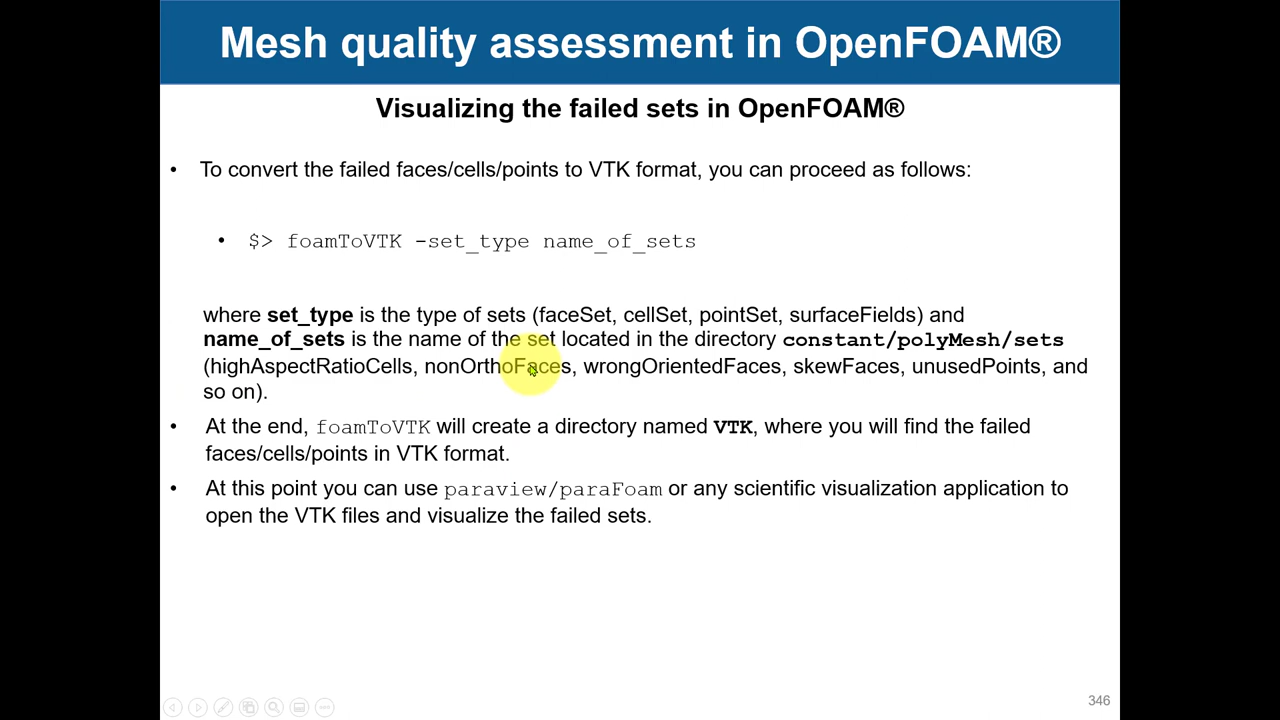 Mesh quality assessment in OpenFOAM®
Visualizing the failed sets in OpenFOAM®
• To convert the failed faces/cells/points to VTK format, you can proceed as follows:
• $> foamToVTK -set_type name_of_sets
where set_type is the type of sets (faceSet, cellSet, pointSet, surfaceFields) and
name_of_sets is the name of the set located in the directory constant/polyMesh/sets
(highAspectRatioCells, nonOrthoFaces, wrongOrientedFaces, skewFaces, unusedPoints, and
so on).
• At the end, foamToVTK will create a directory named VTK, where you will find the failed
faces/cells/points in VTK format.
• At this point you can use paraview/paraFoam or any scientific visualization application to
open the VTK files and visualize the failed sets.
346